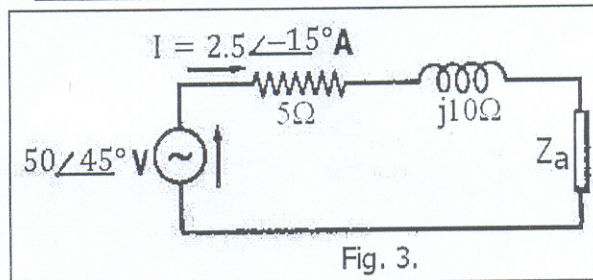 I = 2.5∠−15°A
5Ω
j10Ω
50∠45° V
Za
Fig. 3.